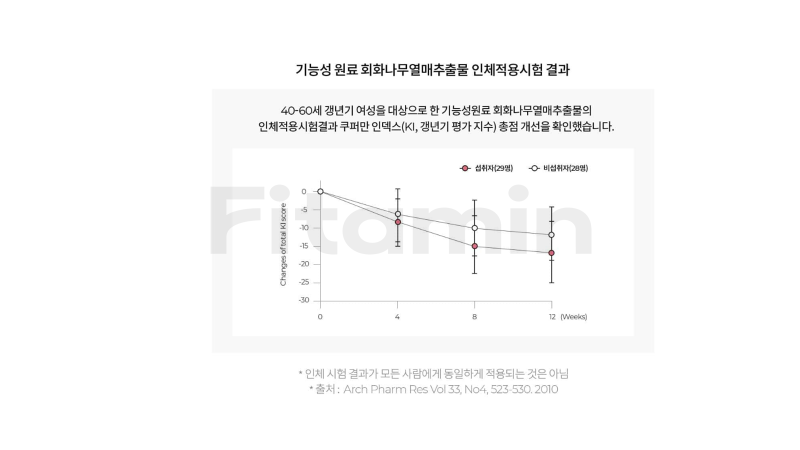 기능성 원료 회화나무열매추출물 인체적용시험 결과
40-60세 갱년기 여성을 대상으로 한 기능성원료 회화나무열매추출물의
인체적용시험결과 쿠퍼만 인덱스(KI, 갱년기 평가 지수) 총점 개선을 확인했습니다.
섭취자(29명) 비섭취자(28명)
Fitamin
Changes of total KI score
0
-5
-10
-15
-20
-25
-30
0 4 8 12 (Weeks)
* 인체 시험 결과가 모든 사람에게 동일하게 적용되는 것은 아님
* 출처 : Arch Pharm Res Vol 33, No4, 523-530. 2010